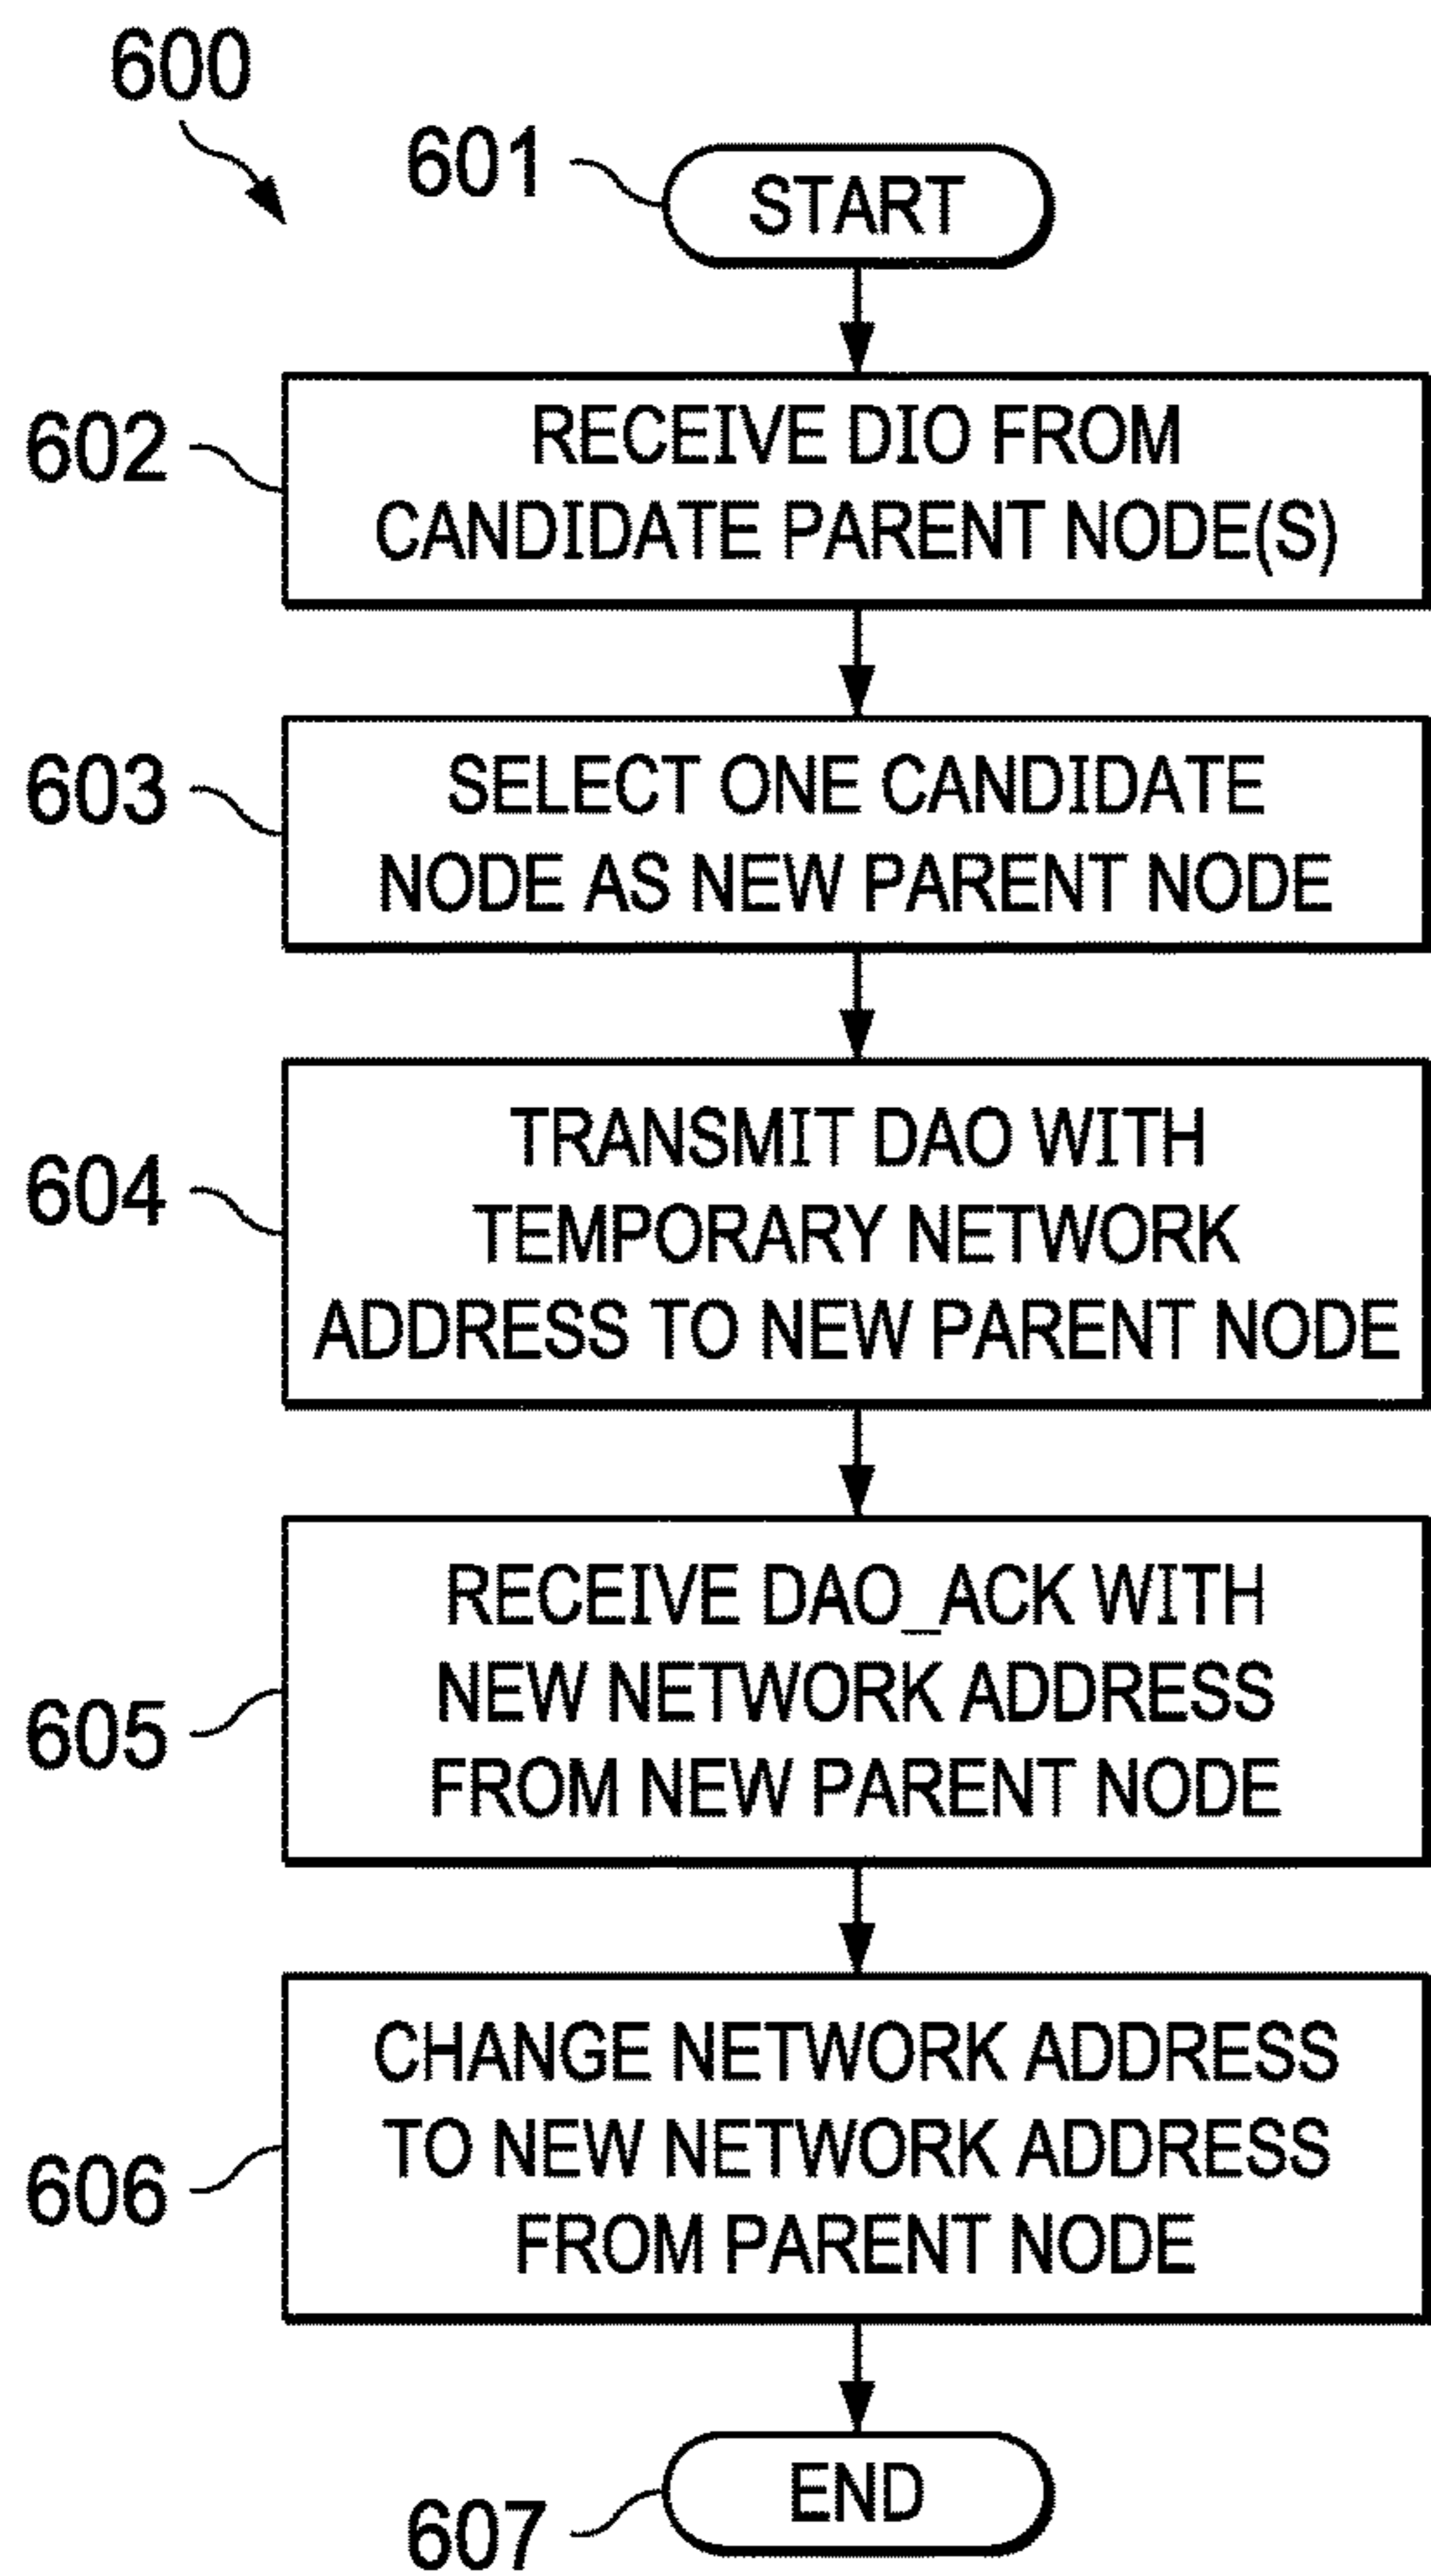 600
601
START
602
RECEIVE DIO FROM
CANDIDATE PARENT NODE(S)
603
SELECT ONE CANDIDATE
NODE AS NEW PARENT NODE
604
TRANSMIT DAO WITH
TEMPORARY NETWORK
ADDRESS TO NEW PARENT NODE
605
RECEIVE DAO_ACK WITH
NEW NETWORK ADDRESS
FROM NEW PARENT NODE
606
CHANGE NETWORK ADDRESS
TO NEW NETWORK ADDRESS
FROM PARENT NODE
607
END